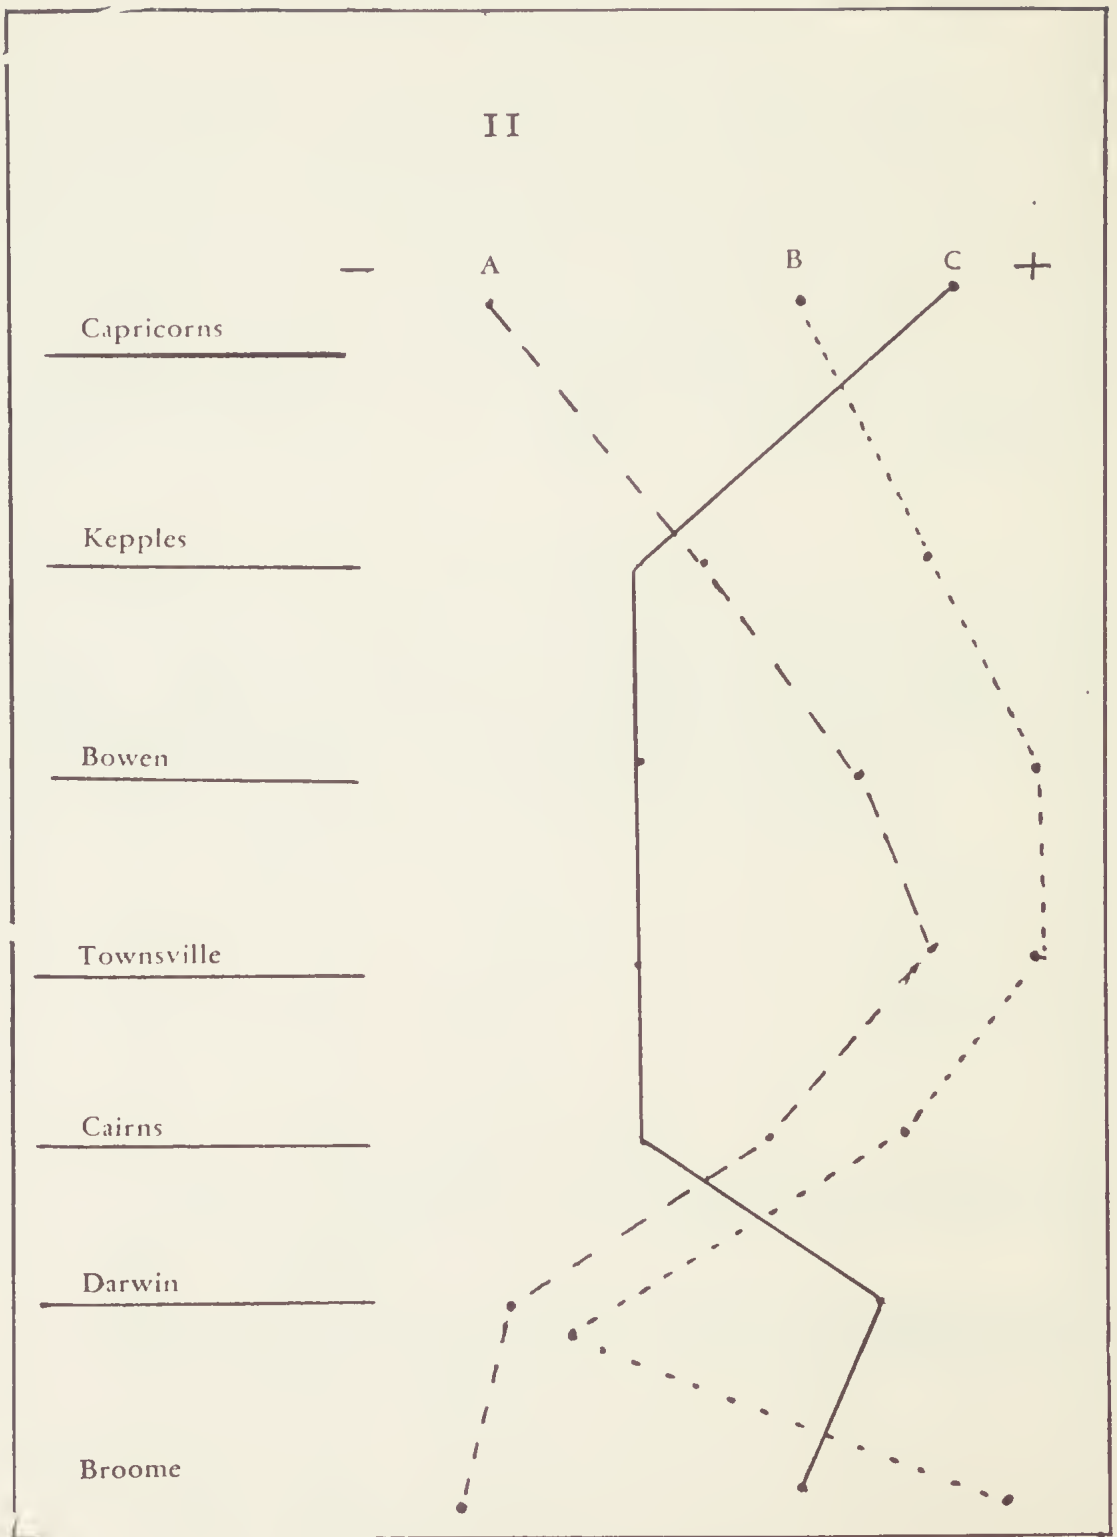 II
− A B C +
Capricorns
Kepples
Bowen
Townsville
Cairns
Darwin
Broome